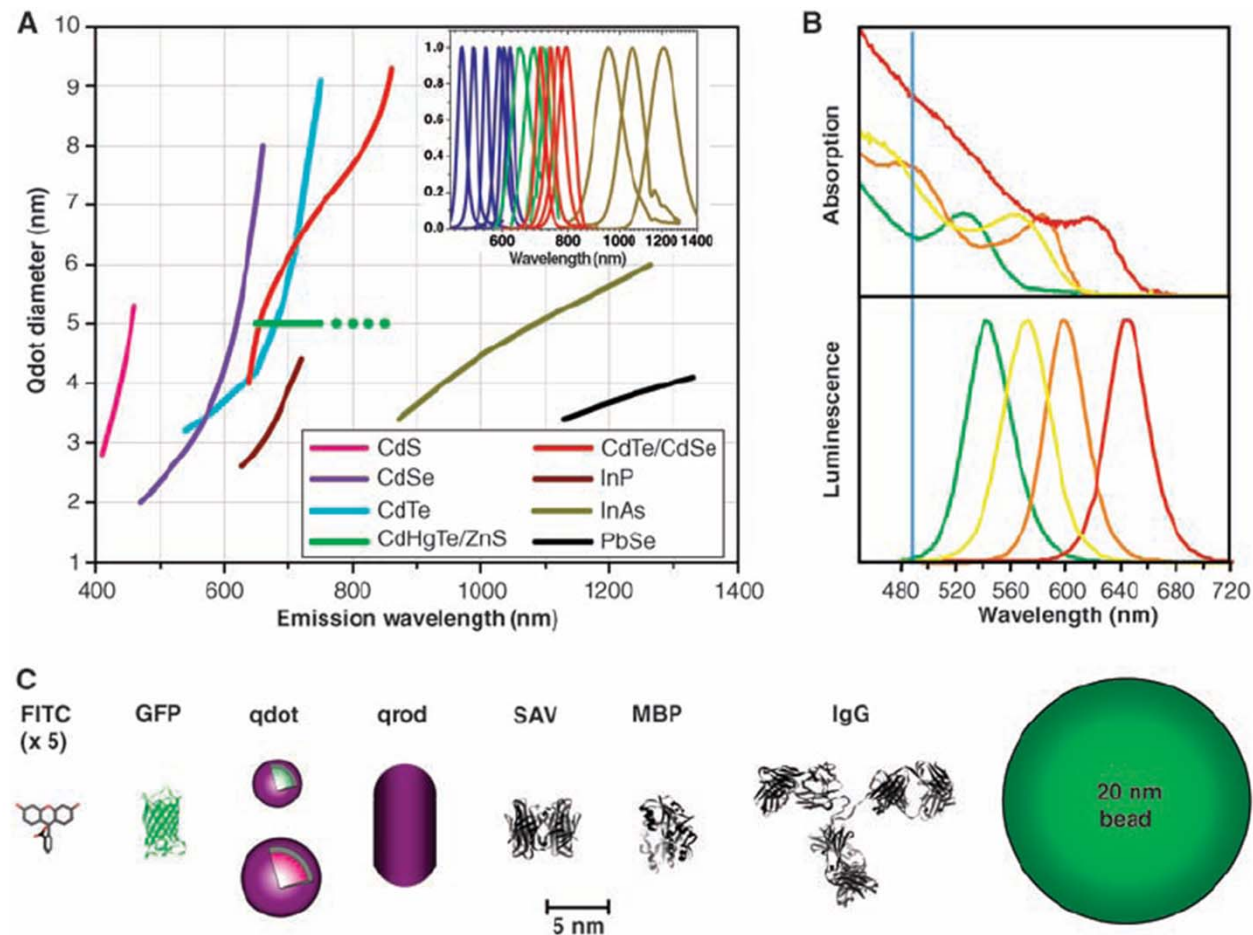 A
10
9
8
7
6
5
4
3
2
1
Qdot diameter (nm)
400 600 800 1000 1200 1400
Emission wavelength (nm)
1.0
0.8
0.6
0.4
0.2
0.0
600 800 1000 1200 1400
Wavelength (nm)
CdS CdTe/CdSe
CdSe InP
CdTe InAs
CdHgTe/ZnS PbSe
B
Absorption
Luminescence
480 520 560 600 640 680 720
Wavelength (nm)
C
FITC GFP qdot qrod SAV MBP IgG
(x 5)
20 nm
bead
5 nm